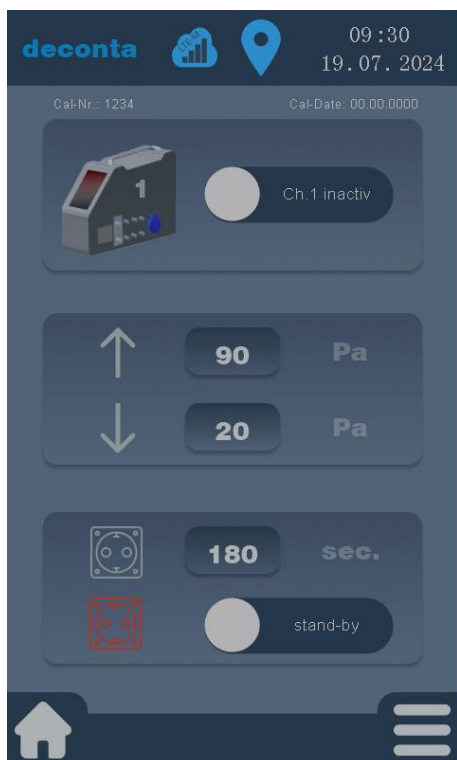 deconta
LTE-M
09:30
19.07.2024
Cal-Nr.: 1234
Cal-Date: 00.00.0000
1
Ch.1 inactiv
90 Pa
20 Pa
180 sec.
stand-by